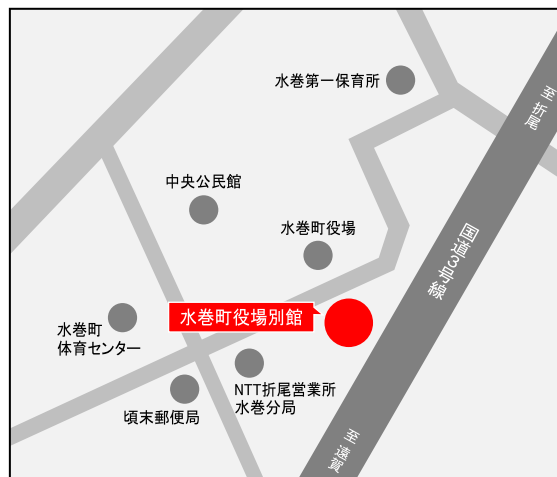 水巻第一保育所
至折尾
中央公民館
水巻町役場
国道3号線
水巻町役場別館
水巻町
体育センター
NTT折尾営業所
水巻分局
頃末郵便局
至遠賀